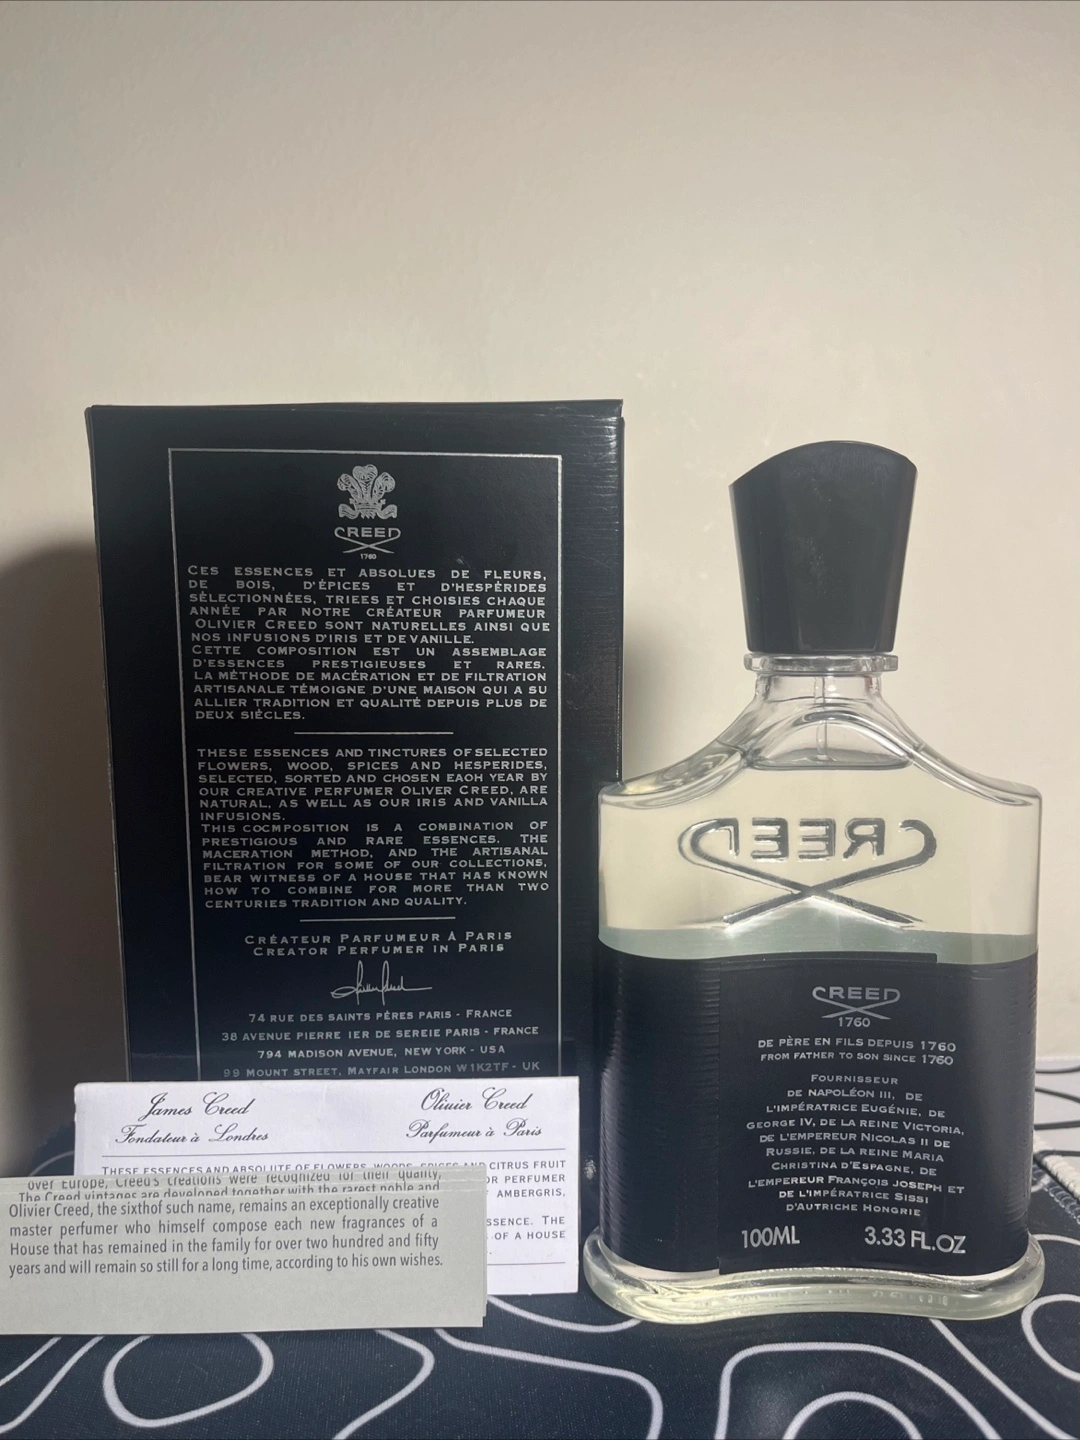 CREED
1760
CES ESSENCES ET ABSOLUES DE FLEURS,
DE BOIS, D'ÉPICES ET D'HESPÉRIDES
SÉLECTIONNÉES, TRIEES ET CHOISIES CHAQUE
ANNÉE PAR NOTRE CRÉATEUR PARFUMEUR
OLIVIER CREED SONT NATURELLES AINSI QUE
NOS INFUSIONS D'IRIS ET DE VANILLE.
CETTE COMPOSITION EST UN ASSEMBLAGE
D'ESSENCES PRESTIGIEUSES ET RARES.
LA MÉTHODE DE MACÉRATION ET DE FILTRATION
ARTISANALE TÉMOIGNE D'UNE MAISON QUI A SU
ALLIER TRADITION ET QUALITÉ DEPUIS PLUS DE
DEUX SIÈCLES.
THESE ESSENCES AND TINCTURES OF SELECTED
FLOWERS, WOOD, SPICES AND HESPERIDES,
SELECTED, SORTED AND CHOSEN EAOH YEAR BY
OUR CREATIVE PERFUMER OLIVER CREED, ARE
NATURAL, AS WELL AS OUR IRIS AND VANILLA
INFUSIONS.
THIS COCMPOSITION IS A COMBINATION OF
PRESTIGIOUS AND RARE ESSENCES. THE
MACERATION METHOD, AND THE ARTISANAL
FILTRATION FOR SOME OF OUR COLLECTIONS,
BEAR WITNESS OF A HOUSE THAT HAS KNOWN
HOW TO COMBINE FOR MORE THAN TWO
CENTURIES TRADITION AND QUALITY.
CRÉATEUR PARFUMEUR À PARIS
CREATOR PERFUMER IN PARIS
74 RUE DES SAINTS PÉRES PARIS - FRANCE
38 AVENUE PIERRE IER DE SEREIE PARIS - FRANCE
794 MADISON AVENUE, NEW YORK - USA
99 MOUNT STREET, MAYFAIR LONDON W1K2TF - UK
James Creed
Fondateur à Londres
Olivier Creed
Parfumeur à Paris
THESE ESSENCES AND ABSOLUTE OF FLOWERS, WOODS, SPICES AND CITRUS FRUIT
OR PERFUMER
AMBERGRIS,
SSENCE. THE
OF A HOUSE
over Europe, Creed's creations were recognized for their quality,
The Creed vintages are developed together with the rarest noble and
Olivier Creed, the sixthof such name, remains an exceptionally creative
master perfumer who himself compose each new fragrances of a
House that has remained in the family for over two hundred and fifty
years and will remain so still for a long time, according to his own wishes.
CREED
CREED
1760
DE PÈRE EN FILS DEPUIS 1760
FROM FATHER TO SON SINCE 1760
FOURNISSEUR
DE NAPOLÉON III, DE
L'IMPÉRATRICE EUGÉNIE, DE
GEORGE IV, DE LA REINE VICTORIA,
DE L'EMPEREUR NICOLAS II DE
RUSSIE, DE LA REINE MARIA
CHRISTINA D'ESPAGNE, DE
L'EMPEREUR FRANÇOIS JOSEPH ET
DE L'IMPÉRATRICE SISSI
D'AUTRICHE HONGRIE
100ML 3.33 FL.OZ